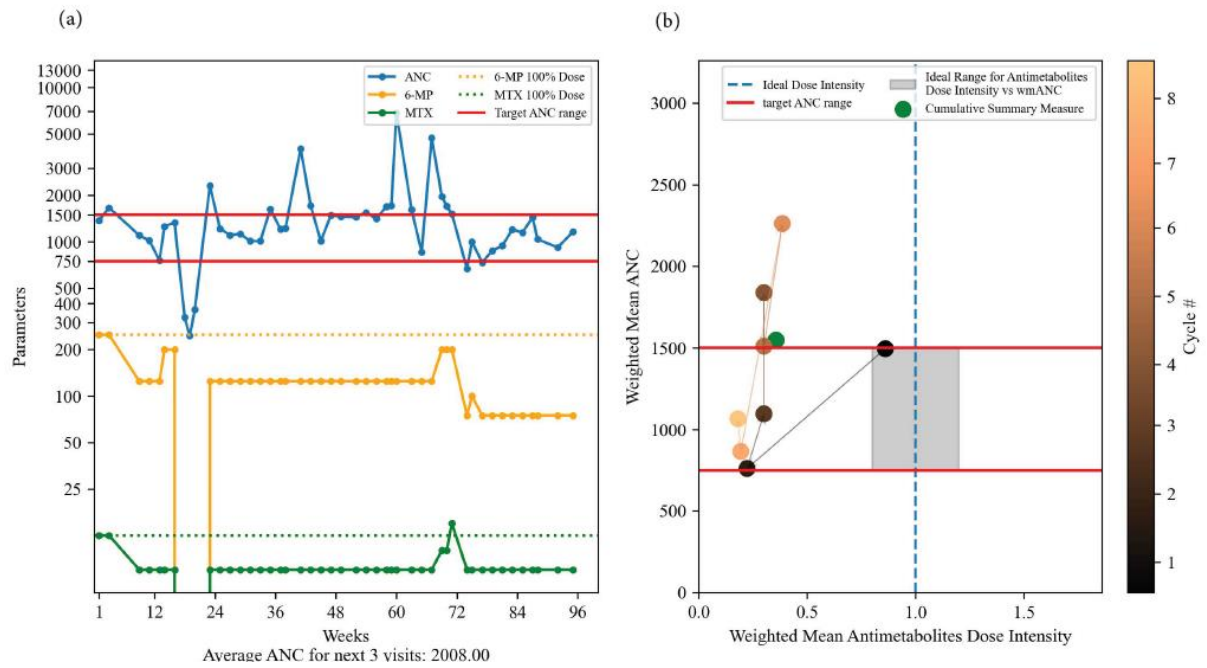 (a)
13000
10000
7000
5000
3000
2000
1500
1000
750
500
400
300
200
100
50
25
Parameters
ANC
6-MP
MTX
6-MP 100% Dose
MTX 100% Dose
Target ANC range
1 12 24 36 48 60 72 84 96
Weeks
Average ANC for next 3 visits: 2008.00
(b)
3000
2500
2000
1500
1000
500
0
Weighted Mean ANC
Ideal Dose Intensity
target ANC range
Ideal Range for Antimetabolites
Dose Intensity vs wmANC
Cumulative Summary Measure
0.0 0.5 1.0 1.5
Weighted Mean Antimetabolites Dose Intensity
8
7
6
5
4
3
2
1
Cycle #